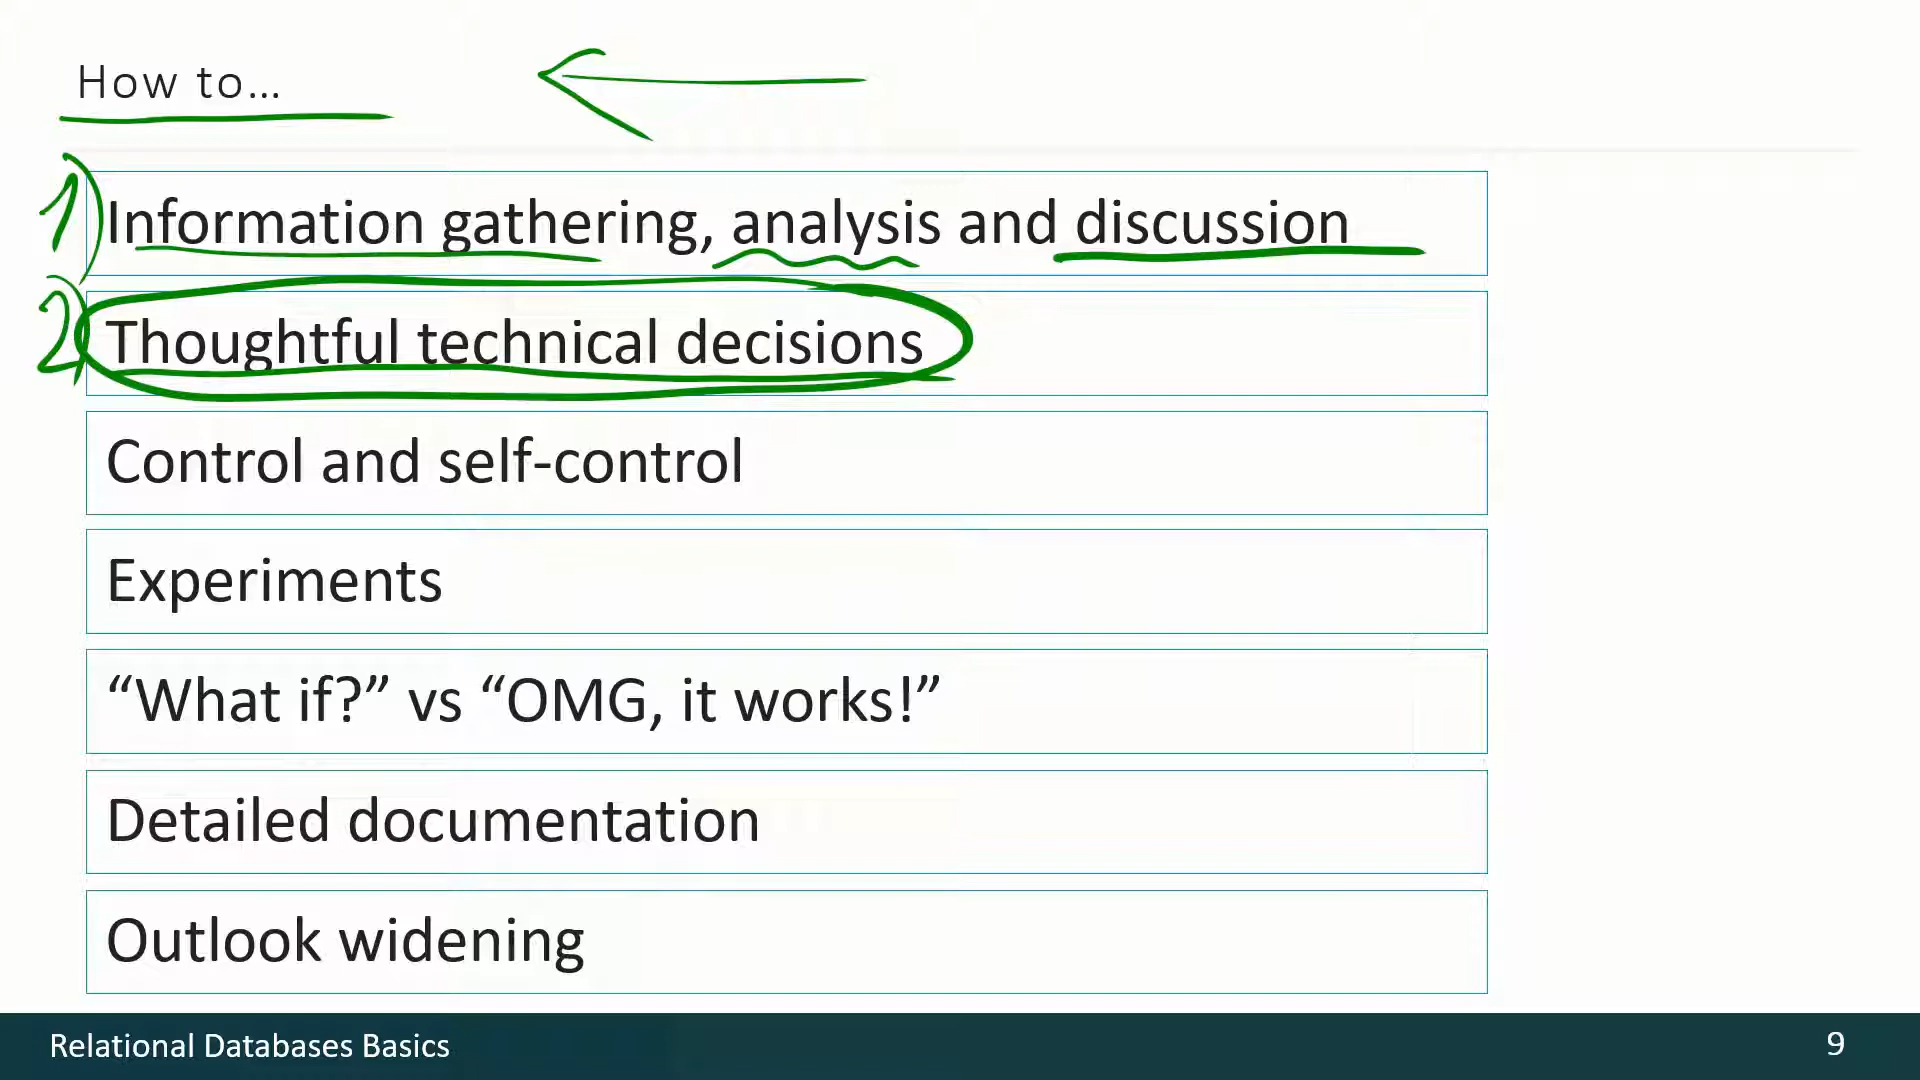 How to…
1) Information gathering, analysis and discussion
2) Thoughtful technical decisions
Control and self-control
Experiments
“What if?” vs “OMG, it works!”
Detailed documentation
Outlook widening
Relational Databases Basics
9